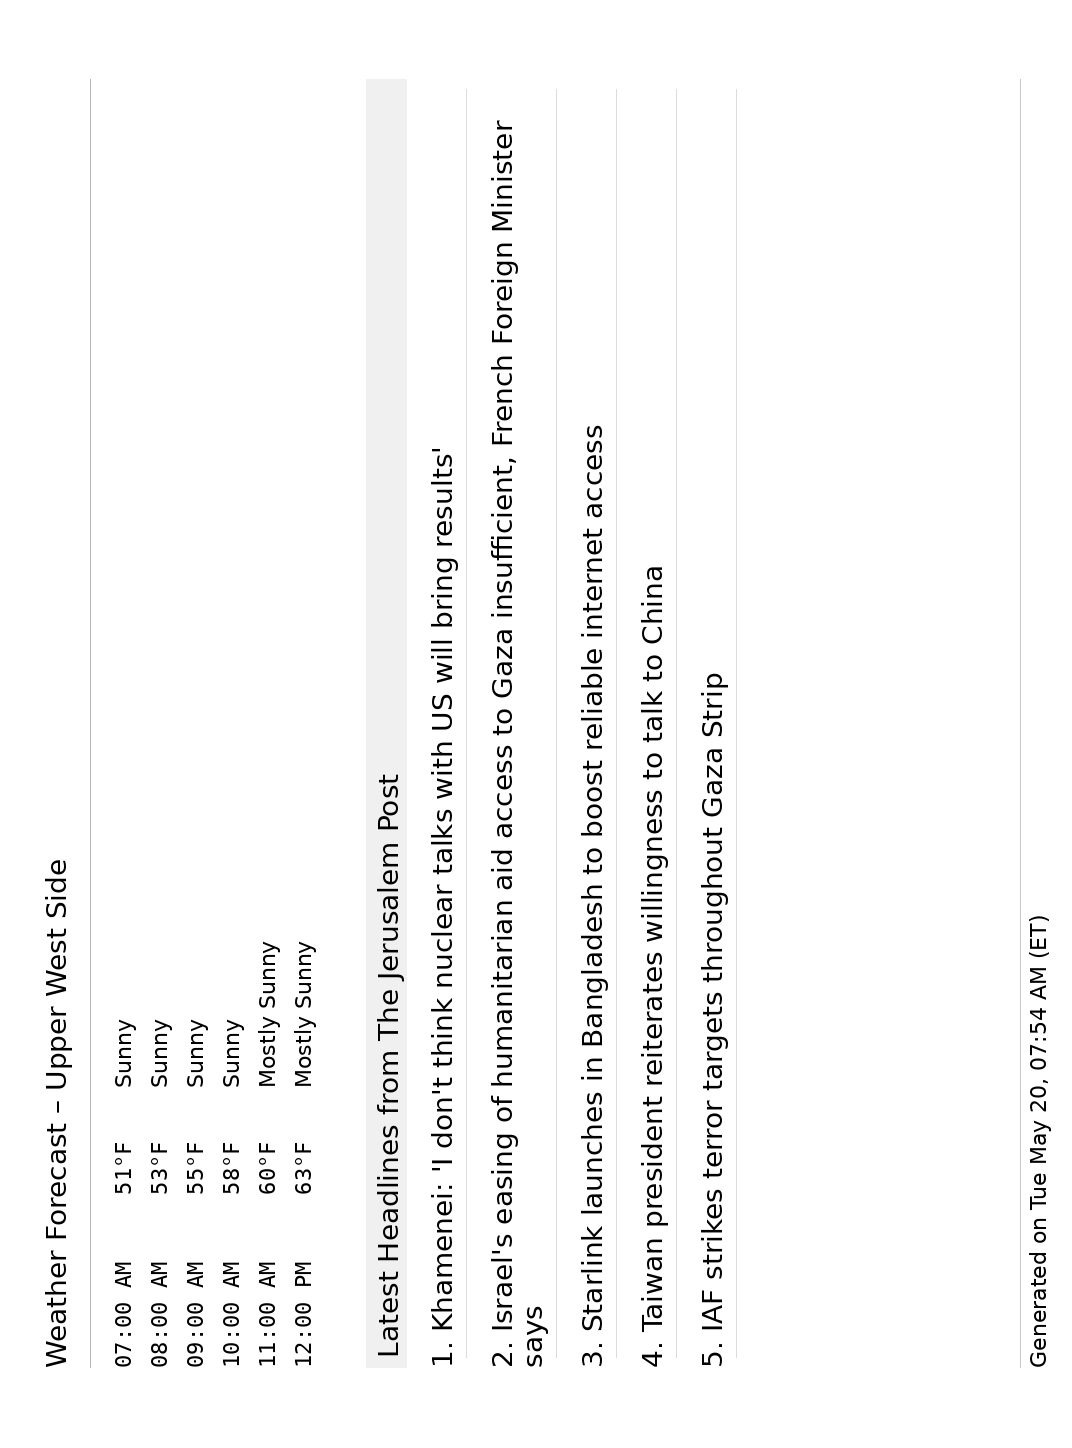 Weather Forecast – Upper West Side
07:00 AM 51°F Sunny
08:00 AM 53°F Sunny
09:00 AM 55°F Sunny
10:00 AM 58°F Sunny
11:00 AM 60°F Mostly Sunny
12:00 PM 63°F Mostly Sunny
Latest Headlines from The Jerusalem Post
1. Khamenei: 'I don't think nuclear talks with US will bring results'
2. Israel's easing of humanitarian aid access to Gaza insufficient, French Foreign Minister
says
3. Starlink launches in Bangladesh to boost reliable internet access
4. Taiwan president reiterates willingness to talk to China
5. IAF strikes terror targets throughout Gaza Strip
Generated on Tue May 20, 07:54 AM (ET)